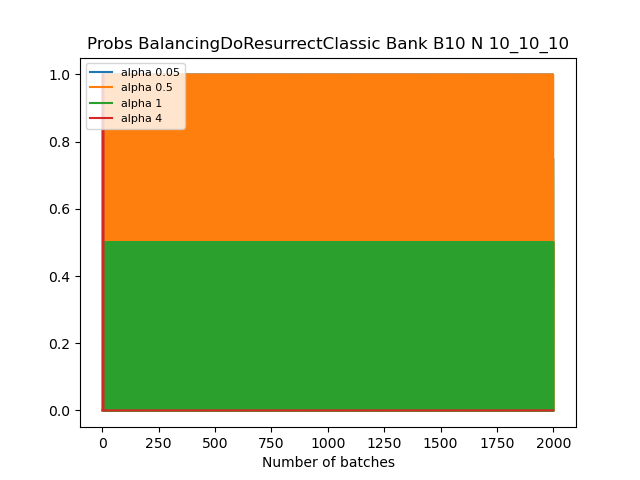 Probs BalancingDoResurrectClassic Bank B10 N 10_10_10
alpha 0.05
alpha 0.5
alpha 1
alpha 4
1.0
0.8
0.6
0.4
0.2
0.0
0 250 500 750 1000 1250 1500 1750 2000
Number of batches